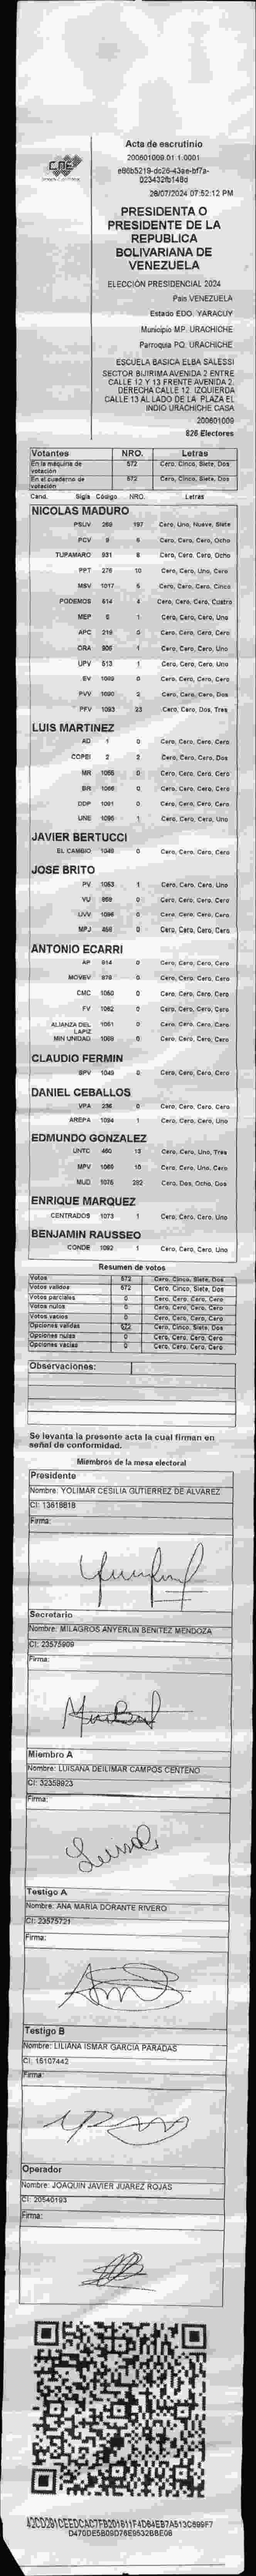 CNE
Acta de escrutinio
200601009.01.1.0001
28/07/2024 07:52:12 PM
PRESIDENTA O
PRESIDENTE DE LA
REPUBLICA
BOLIVARIANA DE
VENEZUELA
ELECCIÓN PRESIDENCIAL 2024
País VENEZUELA
Estado EDO. YARACUY
Municipio MP. URACHICHE
Parroquia PQ. URACHICHE
ESCUELA BASICA ELBA SALESSI
SECTOR BUIRIMA AVENIDA 2 ENTRE
CALLE 12 Y 13 FRENTE AVENIDA 2.
DERECHA CALLE 12. IZQUIERDA
CALLE 13 AL LADO DE LA PLAZA EL
INDIO URACHICHE CASA
200601009
826 Electores
Votantes NRO. Letras
En la máquina de votación 572 Cero, Cinco, Siete, Dos
En el cuaderno de votación 572 Cero, Cinco, Siete, Dos
Cand. Sigla Código NRO. Letras
NICOLAS MADURO
PSUV 269 197 Cero, Uno, Nueve, Siete
PCV Cero, Cero, Cero, Ocho
TUPAMARO 931 8 Cero, Cero, Cero, Ocho
PPT 276 10 Cero, Cero, Uno, Cero
MSV 1017 5 Cero, Cero, Cero, Cinco
PODEMOS 514 4 Cero, Cero, Cero, Cuatro
MEP 6 1 Cero, Cero, Cero, Uno
APC 219 0 Cero, Cero, Cero, Cero
ORA 905 1 Cero, Cero, Cero, Uno
UPV 513 1 Cero, Cero, Cero, Uno
EV 1089 0 Cero, Cero, Cero, Cero
PVV 1090 2 Cero, Cero, Cero, Dos
PFV 1093 23 Cero, Cero, Dos, Tres
LUIS MARTINEZ
AD 1 0 Cero, Cero, Cero, Cero
COPEI 2 2 Cero, Cero, Cero, Dos
MR 1055 0 Cero, Cero, Cero, Cero
BR 1066 0 Cero, Cero, Cero, Cero
DDP 1091 0 Cero, Cero, Cero, Cero
UNE 1095 1 Cero, Cero, Cero, Uno
JAVIER BERTUCCI
EL CAMBIO 1048 0 Cero, Cero, Cero, Cero
JOSE BRITO
PV 1053 1 Cero, Cero, Cero, Uno
VU 869 0 Cero, Cero, Cero, Cero
UVV 1096 0 Cero, Cero, Cero, Cero
MPJ 858 0 Cero, Cero, Cero, Cero
ANTONIO ECARRI
AP 914 0 Cero, Cero, Cero, Cero
MOVEV 978 0 Cero, Cero, Cero, Cero
CMC 1050 0 Cero, Cero, Cero, Cero
FV 1062 0 Cero, Cero, Cero, Cero
ALIANZA DEL LAPIZ 1051 0 Cero, Cero, Cero, Cero
MIN UNIDAD 1069 0 Cero, Cero, Cero, Cero
CLAUDIO FERMIN
SPV 1049 0 Cero, Cero, Cero, Cero
DANIEL CEBALLOS
VPA 236 0 Cero, Cero, Cero, Cero
AREPA 1094 1 Cero, Cero, Cero, Uno
EDMUNDO GONZALEZ
UNTC 460 13 Cero, Cero, Uno, Tres
MPV 1060 10 Cero, Cero, Uno, Cero
MUD 1075 282 Cero, Dos, Ocho, Dos
ENRIQUE MARQUEZ
CENTRADOS 1073 1 Cero, Cero, Cero, Uno
BENJAMIN RAUSSEO
CONDE 1092 1 Cero, Cero, Cero, Uno
Resumen de votos
Votos 572 Cero, Cinco, Siete, Dos
Votos válidos 572 Cero, Cinco, Siete, Dos
Votos parciales 0 Cero, Cero, Cero, Cero
Votos nulos 0 Cero, Cero, Cero, Cero
Votos vacíos 0 Cero, Cero, Cero, Cero
Opciones válidas 572 Cero, Cinco, Siete, Dos
Opciones nulas 0 Cero, Cero, Cero, Cero
Opciones vacías 0 Cero, Cero, Cero, Cero
Observaciones:
Se levanta la presente acta la cual firman en
señal de conformidad.
Miembros de la mesa electoral
Presidente
Nombre: YOLIMAR CESILIA GUTIERREZ DE ALVAREZ
CI: 13618818
Firma:
Secretario
Nombre: MILAGROS ANYERLIN BENITEZ MENDOZA
CI: 23575909
Firma:
Miembro A
Nombre: LUISANA DEILIMAR CAMPOS CENTENO
CI: 32359923
Firma:
Testigo A
Nombre: ANA MARIA DORANTE RIVERO
CI: 23575721
Firma:
Testigo B
Nombre: LILIANA ISMAR GARCIA PARADAS
CI: 15107442
Firma:
Operador
Nombre: JOAQUIN JAVIER JUAREZ ROJAS
CI: 20540193
Firma: